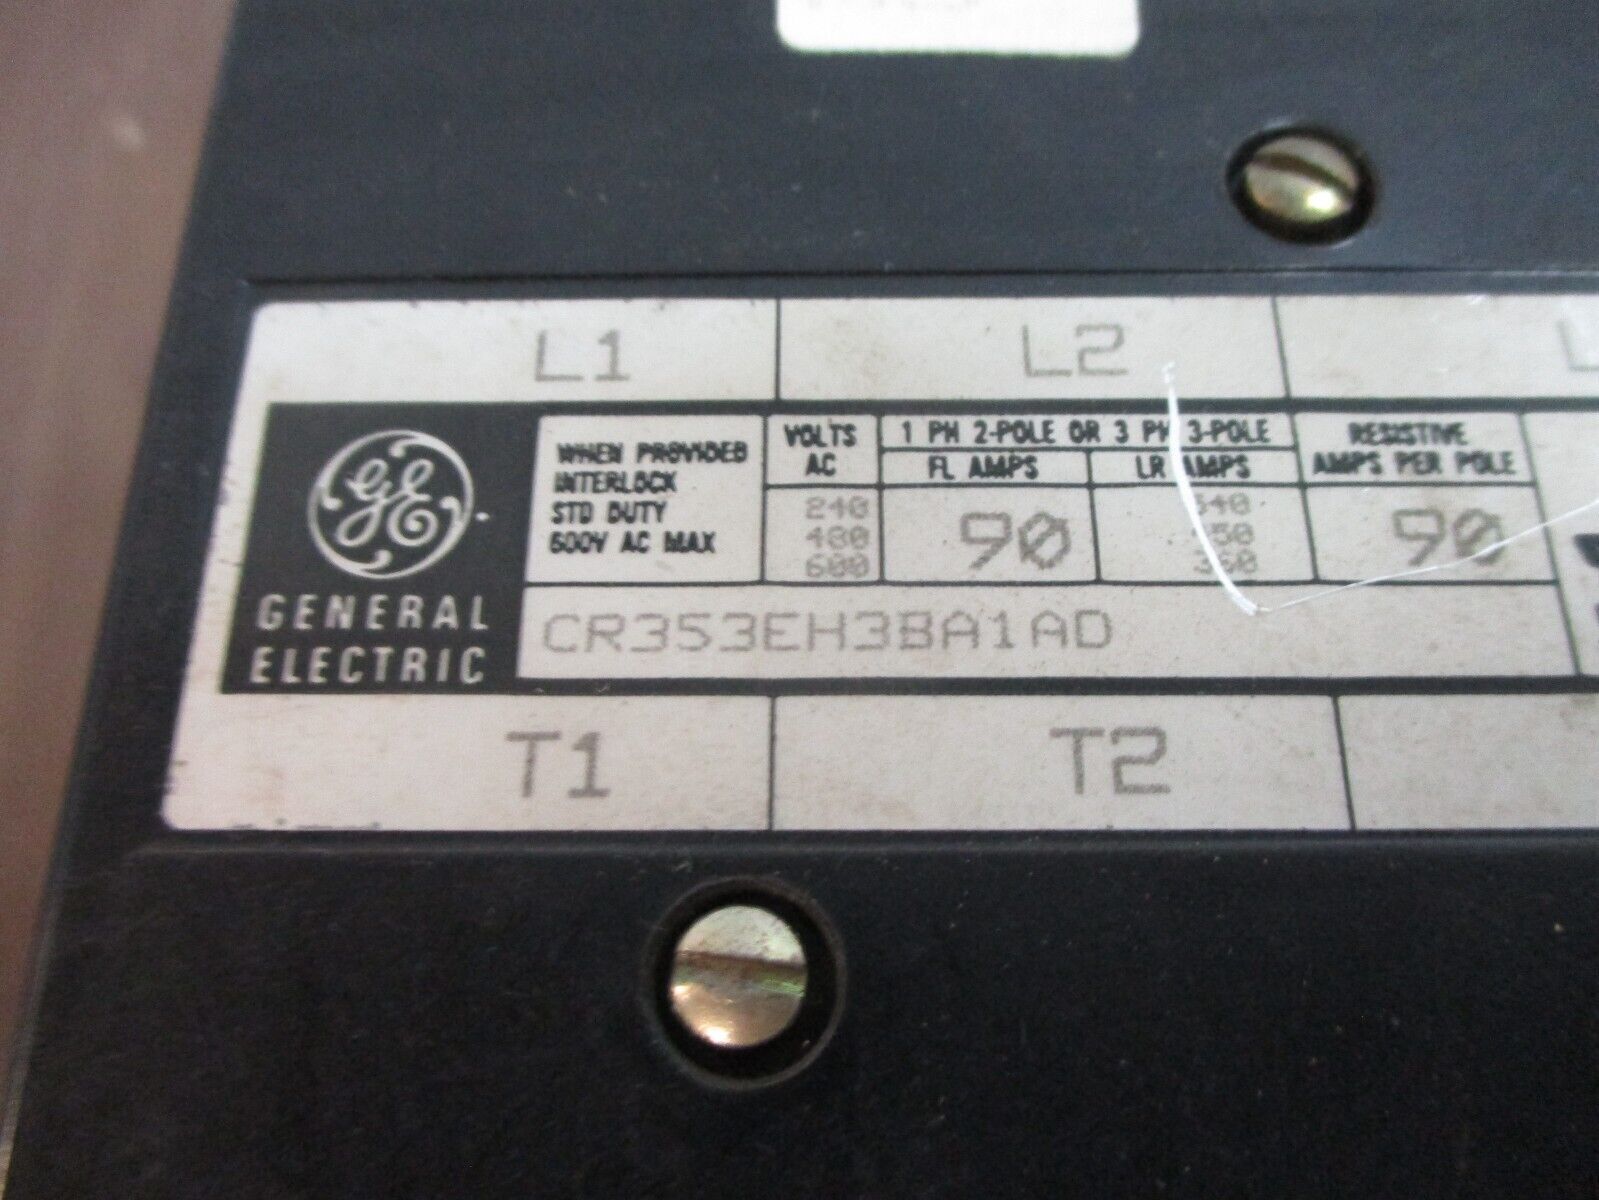 L1 L2
WHEN PROVIDED
INTERLOCK
STD DUTY
600V AC MAX
VOLTS
AC
240
480
600
1 PH 2-POLE OR 3 PH 3-POLE
FL AMPS
90
LR AMPS
360
RESISTIVE
AMPS PER POLE
90
GE
GENERAL
ELECTRIC
CR353EH3BA1AD
T1 T2